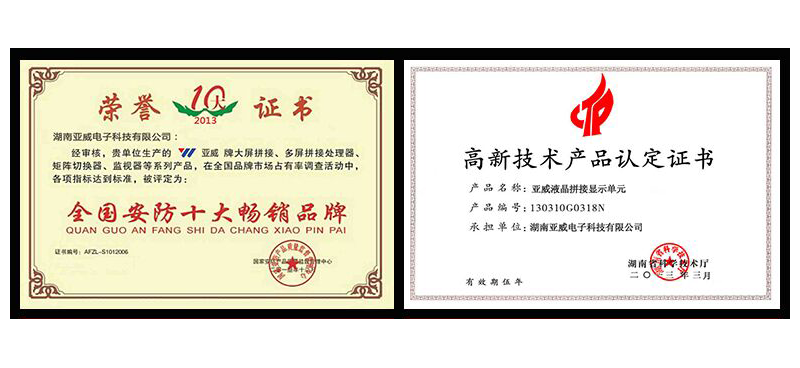 荣誉 10大 证书
2013
湖南亚威电子科技有限公司：
经审核，贵单位生产的 YW 亚威 牌大屏拼接、多屏拼接处理器、
矩阵切换器、监视器等系列产品，在全国品牌市场占有率调查活动中，
各项指标达到标准，被评定为：
全国安防十大畅销品牌
QUAN GUO AN FANG SHI DA CHANG XIAO PIN PAI
证书编号：AFZL-S1012006
高新技术产品认定证书
产品名称：亚威液晶拼接显示单元
产品编号：130310G0318N
承担单位：湖南亚威电子科技有限公司
湖南省科学技术厅
二〇一三年三月
有效期伍年